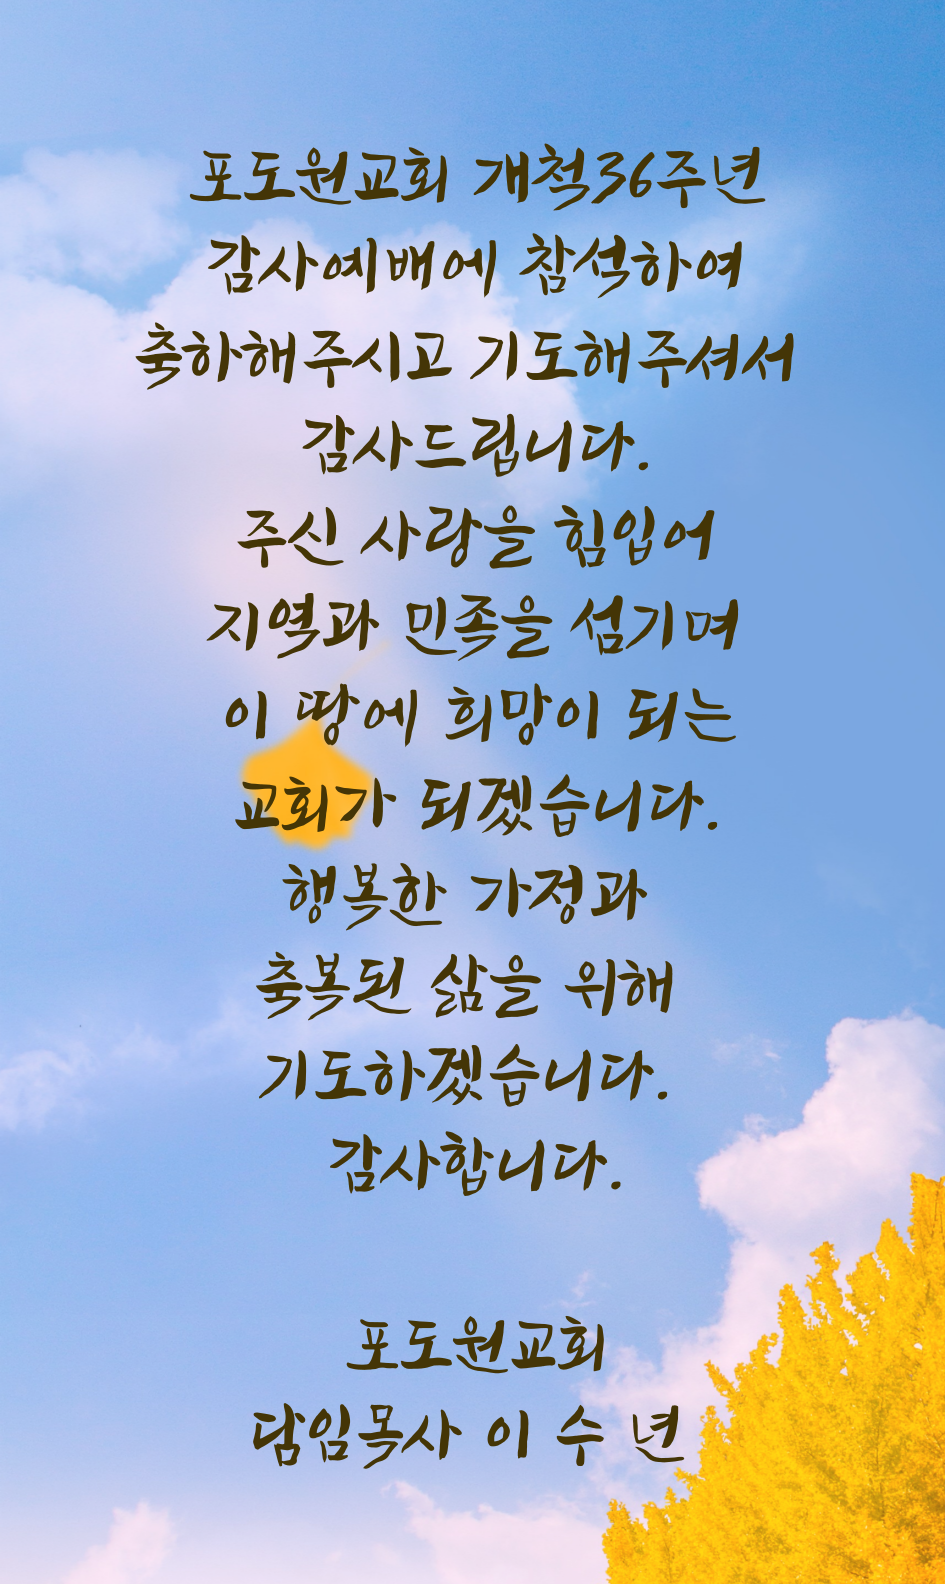 포도원교회 개척36주년
감사예배에 참석하여
축하해주시고 기도해주셔서
감사드립니다.
주신 사랑을 힘입어
지역과 민족을 섬기며
이 땅에 희망이 되는
교회가 되겠습니다.
행복한 가정과
축복된 삶을 위해
기도하겠습니다.
감사합니다.
포도원교회
담임목사 이 수 년